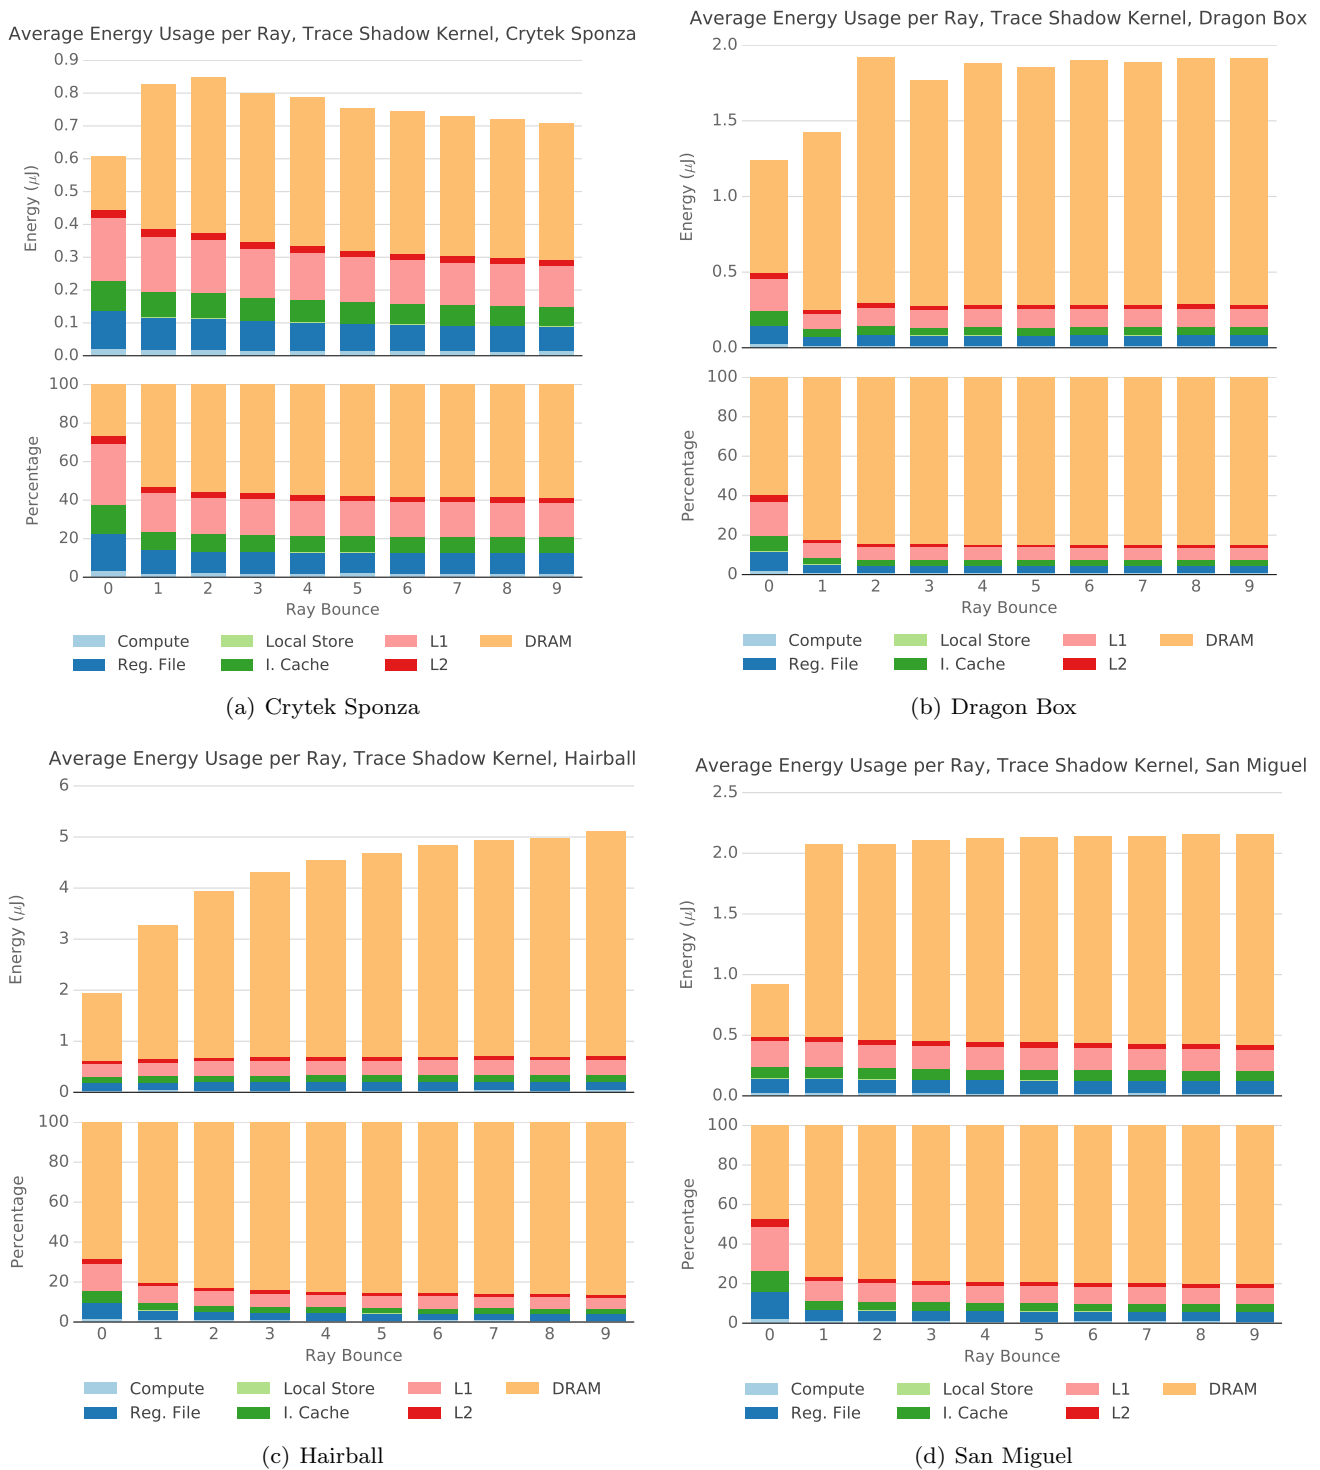 Average Energy Usage per Ray, Trace Shadow Kernel, Crytek Sponza
0.9
0.8
0.7
0.6
0.5
0.4
0.3
0.2
0.1
0.0
Energy (μJ)
100
80
60
40
20
0
Percentage
0 1 2 3 4 5 6 7 8 9
Ray Bounce
Compute Local Store L1 DRAM
Reg. File I. Cache L2
(a) Crytek Sponza
Average Energy Usage per Ray, Trace Shadow Kernel, Dragon Box
2.0
1.5
1.0
0.5
0.0
Energy (μJ)
100
80
60
40
20
0
Percentage
0 1 2 3 4 5 6 7 8 9
Ray Bounce
Compute Local Store L1 DRAM
Reg. File I. Cache L2
(b) Dragon Box
Average Energy Usage per Ray, Trace Shadow Kernel, Hairball
6
5
4
3
2
1
0
Energy (μJ)
100
80
60
40
20
0
Percentage
0 1 2 3 4 5 6 7 8 9
Ray Bounce
Compute Local Store L1 DRAM
Reg. File I. Cache L2
(c) Hairball
Average Energy Usage per Ray, Trace Shadow Kernel, San Miguel
2.5
2.0
1.5
1.0
0.5
0.0
Energy (μJ)
100
80
60
40
20
0
Percentage
0 1 2 3 4 5 6 7 8 9
Ray Bounce
Compute Local Store L1 DRAM
Reg. File I. Cache L2
(d) San Miguel